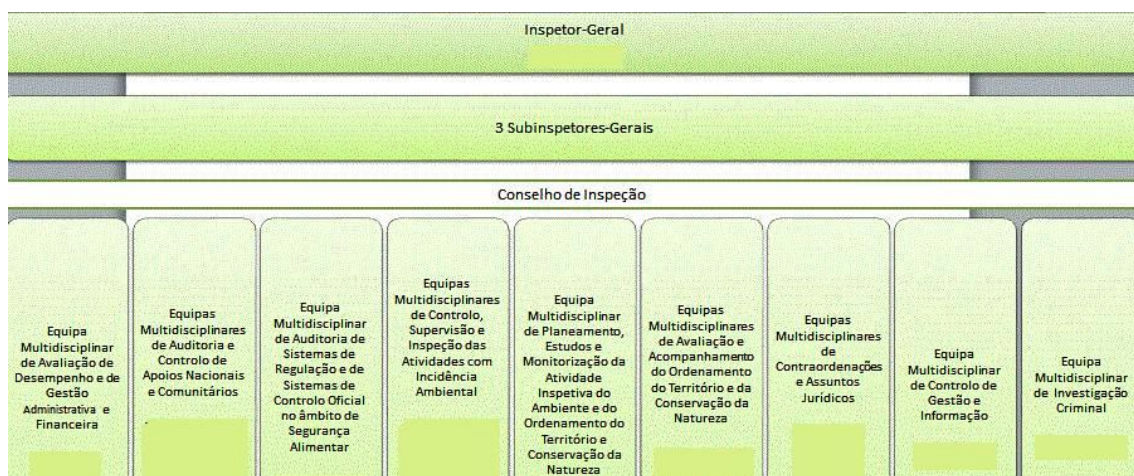 Inspetor-Geral
3 Subinspetores-Gerais
Conselho de Inspeção
Equipa
Multidisciplinar
de Avaliação de
Desempenho e de
Gestão
Administrativa e
Financeira
Equipas
Multidisciplinares
de Auditoria e
Controlo de
Apoios Nacionais
e Comunitários
Equipa
Multidisciplinar
de Auditoria de
Sistemas de
Regulação e de
Sistemas de
Controlo Oficial
no âmbito de
Segurança
Alimentar
Equipas
Multidisciplinares
de Controlo,
Supervisão e
Inspeção das
Atividades com
Incidência
Ambiental
Equipa
Multidisciplinar
de Planeamento,
Estudos e
Monitorização da
Atividade
Inspetiva do
Ambiente e do
Ordenamento do
Território e
Conservação da
Natureza
Equipas
Multidisciplinares
de Avaliação e
Acompanhamento
do Ordenamento
do Território e da
Conservação da
Natureza
Equipas
Multidisciplinares
de
Contraordenações
e Assuntos
Jurídicos
Equipa
Multidisciplinar
de Controlo de
Gestão e
Informação
Equipa
Multidisciplinar
de Investigação
Criminal